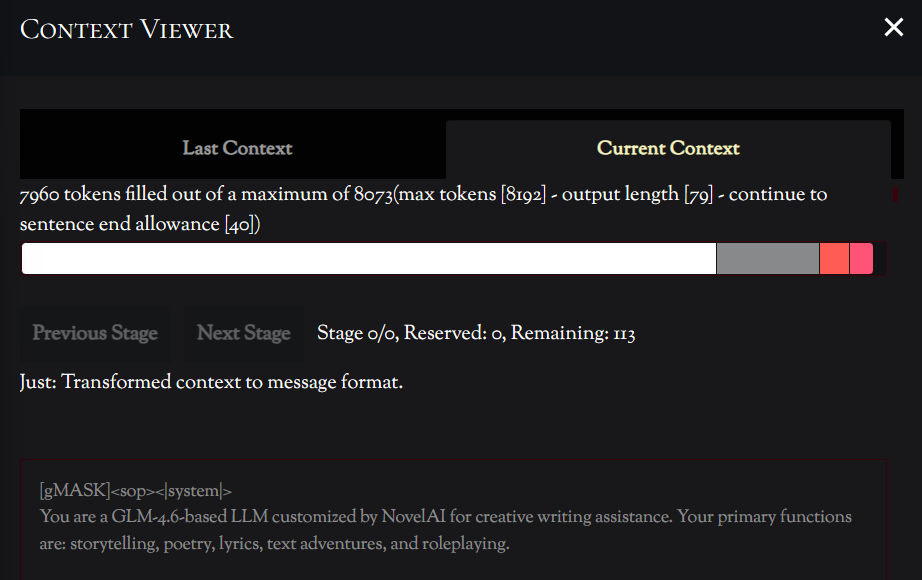 Context Viewer
Last Context
Current Context
7960 tokens filled out of a maximum of 8073(max tokens [8192] - output length [79] - continue to
sentence end allowance [40])
Previous Stage
Next Stage
Stage 0/0, Reserved: 0, Remaining: 113
Just: Transformed context to message format.
[gMASK]<sop><|system|>
You are a GLM-4.6-based LLM customized by NovelAI for creative writing assistance. Your primary functions
are: storytelling, poetry, lyrics, text adventures, and roleplaying.